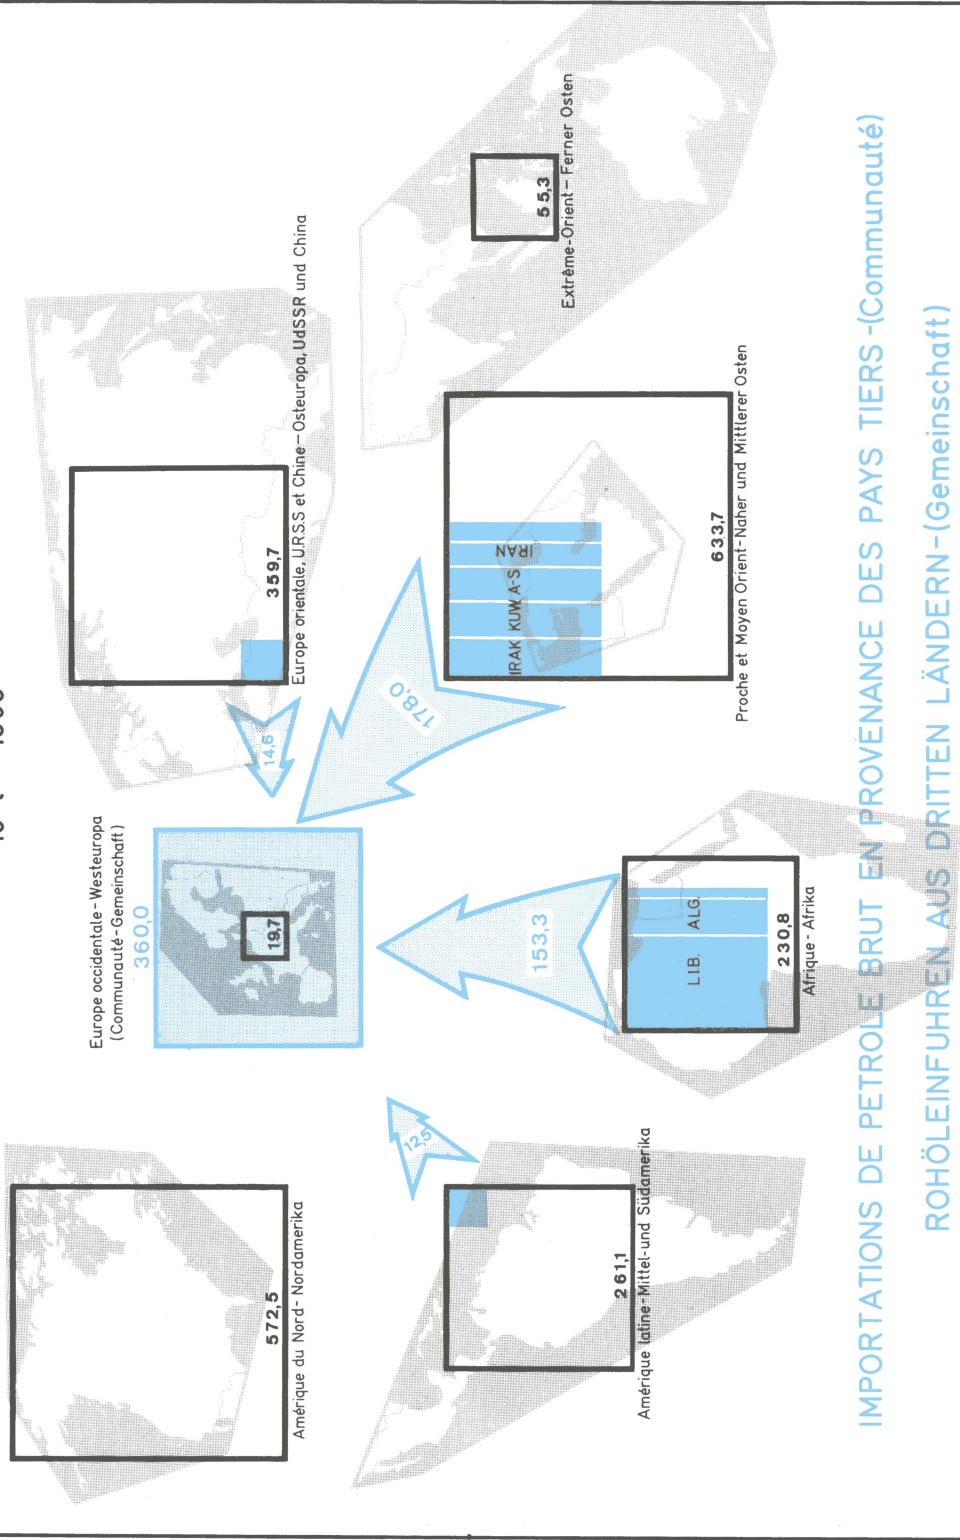 Amérique du Nord - Nordamerika
572,5
Europe occidentale - Westeuropa
(Communauté - Gemeinschaft)
360,0
19,7
Europe orientale, U.R.S.S et Chine - Osteuropa, UdSSR und China
359,7
14,6
Amérique latine - Mittel- und Südamerika
261,1
12,5
153,3
LIB. ALG.
230,8
Afrique - Afrika
178,0
IRAK KUW. A-S IRAN
633,7
Proche et Moyen Orient - Naher und Mittlerer Osten
55,3
Extrême-Orient - Ferner Osten
IMPORTATIONS DE PETROLE BRUT EN PROVENANCE DES PAYS TIERS -(Communauté)
ROHÖLEINFUHREN AUS DRITTEN LÄNDERN-(Gemeinschaft)